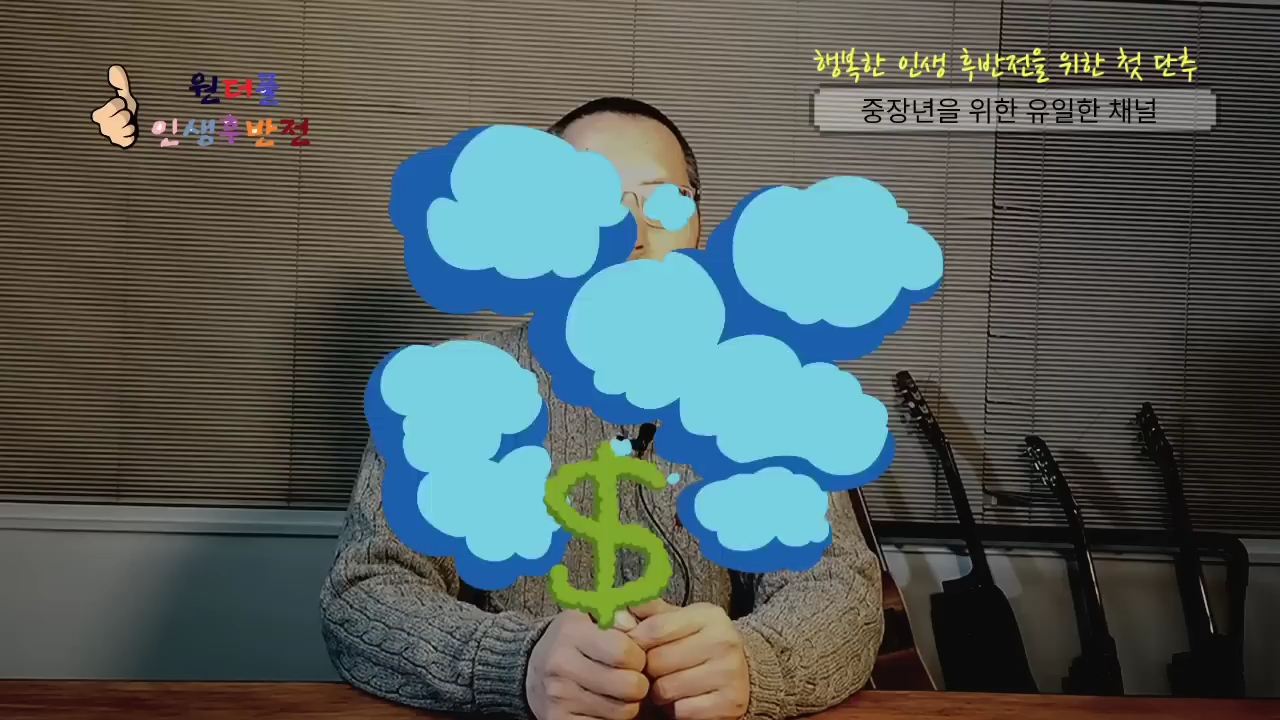 원더풀
인생후반전
행복한 인생 후반전을 위한 첫 단추
중장년을 위한 유일한 채널
$